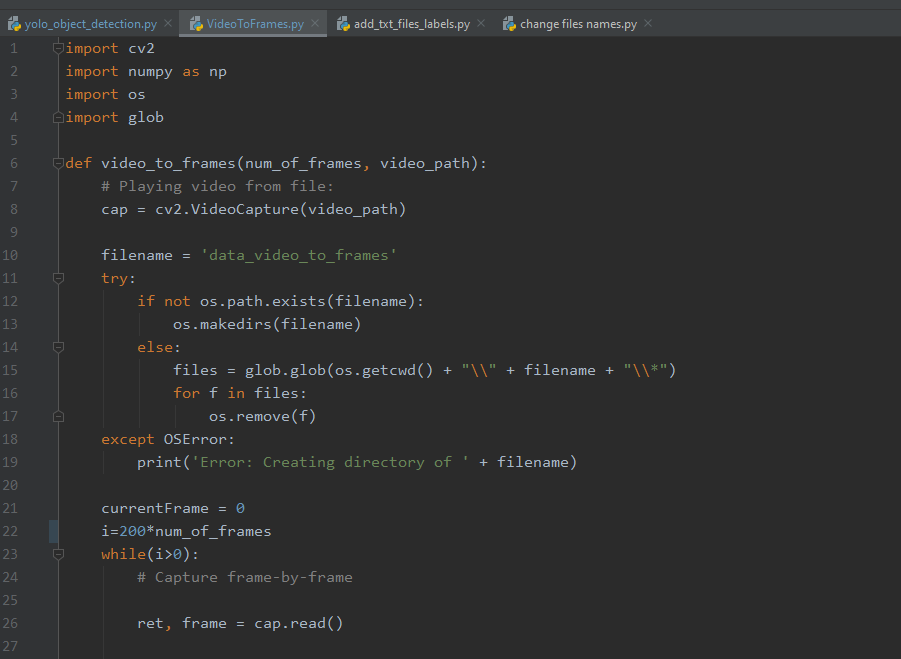 yolo_object_detection.py × VideoToFrames.py × add_txt_files_labels.py × change files names.py ×
1 import cv2
2 import numpy as np
3 import os
4 import glob
5
6 def video_to_frames(num_of_frames, video_path):
7 # Playing video from file:
8 cap = cv2.VideoCapture(video_path)
9
10 filename = 'data_video_to_frames'
11 try:
12 if not os.path.exists(filename):
13 os.makedirs(filename)
14 else:
15 files = glob.glob(os.getcwd() + "\\" + filename + "\\*")
16 for f in files:
17 os.remove(f)
18 except OSError:
19 print('Error: Creating directory of ' + filename)
20
21 currentFrame = 0
22 i=200*num_of_frames
23 while(i>0):
24 # Capture frame-by-frame
25
26 ret, frame = cap.read()
27